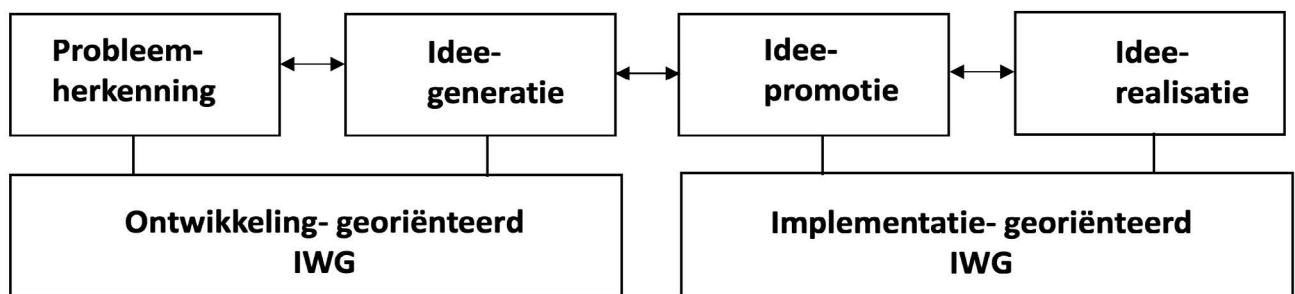 Probleem-
herkenning
Idee-
generatie
Idee-
promotie
Idee-
realisatie
Ontwikkeling- georiënteerd
IWG
Implementatie- georiënteerd
IWG